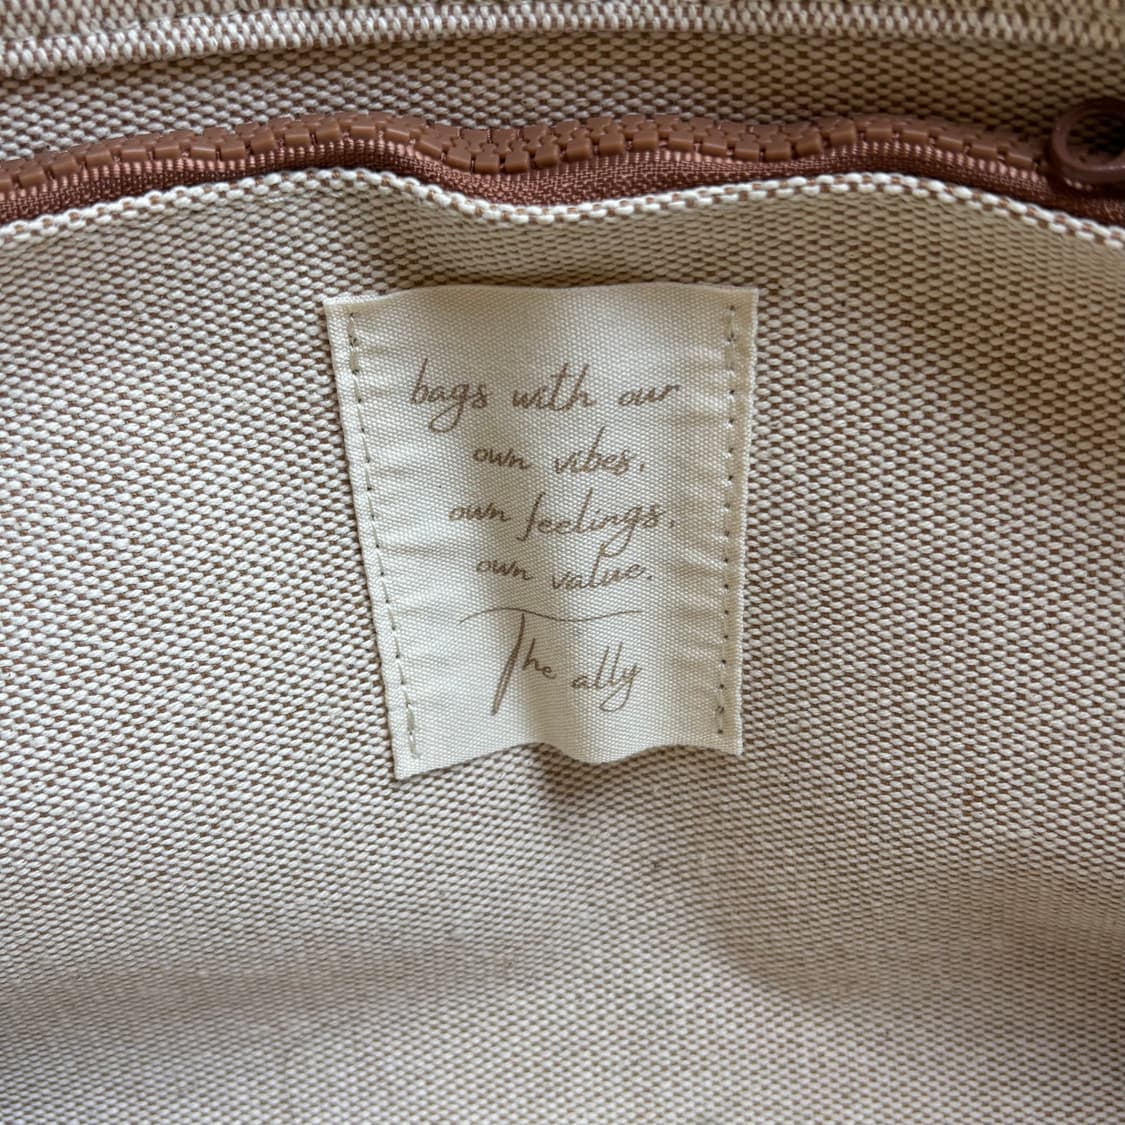 bags with our
own vibes,
own feelings,
own value.
The ally